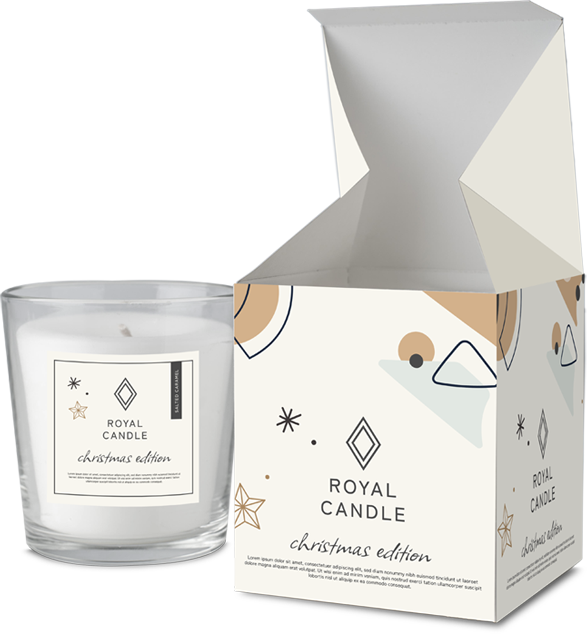 SALTED CARAMEL
ROYAL
CANDLE
christmas edition
ROYAL
CANDLE
christmas edition
Lorem ipsum dolor sit amet, consectetuer adipiscing elit, sed diam nonummy nibh euismod tincidunt ut laoreet
dolore magna aliquam erat volutpat. Ut wisi enim ad minim veniam, quis nostrud exerci tation ullamcorper suscipit
lobortis nisl ut aliquip ex ea commodo consequat.
ROYAL
CANDLE
christmas edition